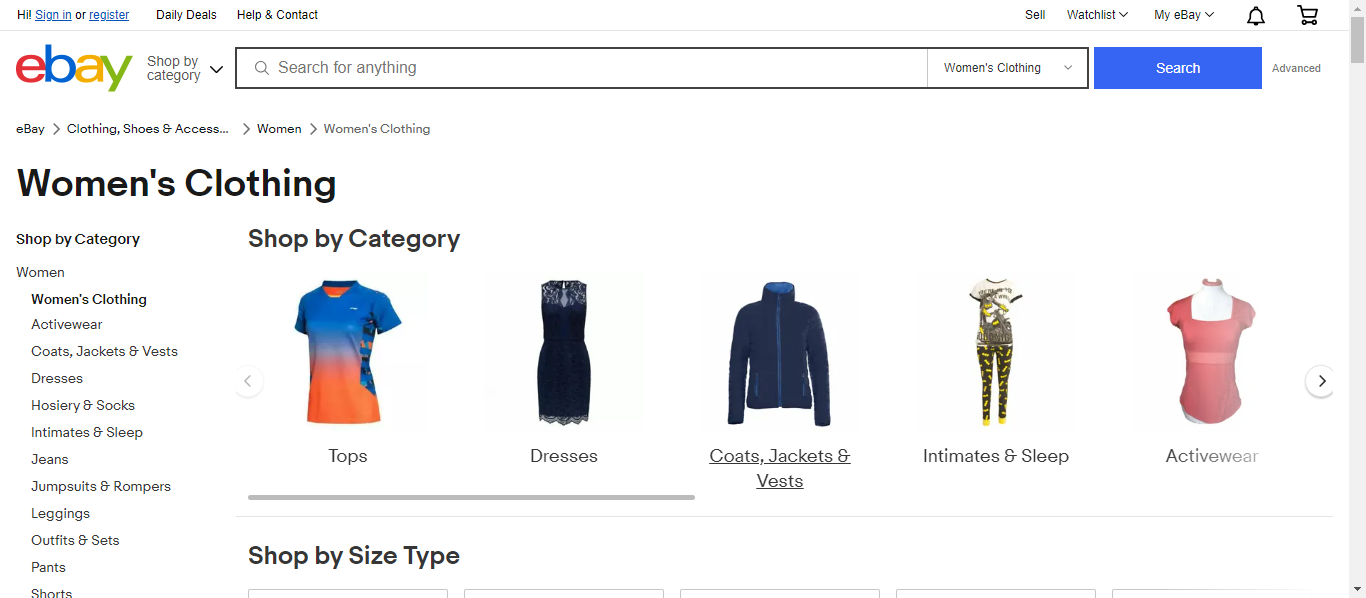 Hi! Sign in or register Daily Deals Help & Contact Sell Watchlist My eBay
ebay Shop by category Search for anything Women's Clothing Search Advanced
eBay Clothing, Shoes & Access... Women Women's Clothing
Women's Clothing
Shop by Category
Women
Women's Clothing
Activewear
Coats, Jackets & Vests
Dresses
Hosiery & Socks
Intimates & Sleep
Jeans
Jumpsuits & Rompers
Leggings
Outfits & Sets
Pants
Shorts
Shop by Category
Tops
Dresses
Coats, Jackets &
Vests
Intimates & Sleep
Activewear
Shop by Size Type